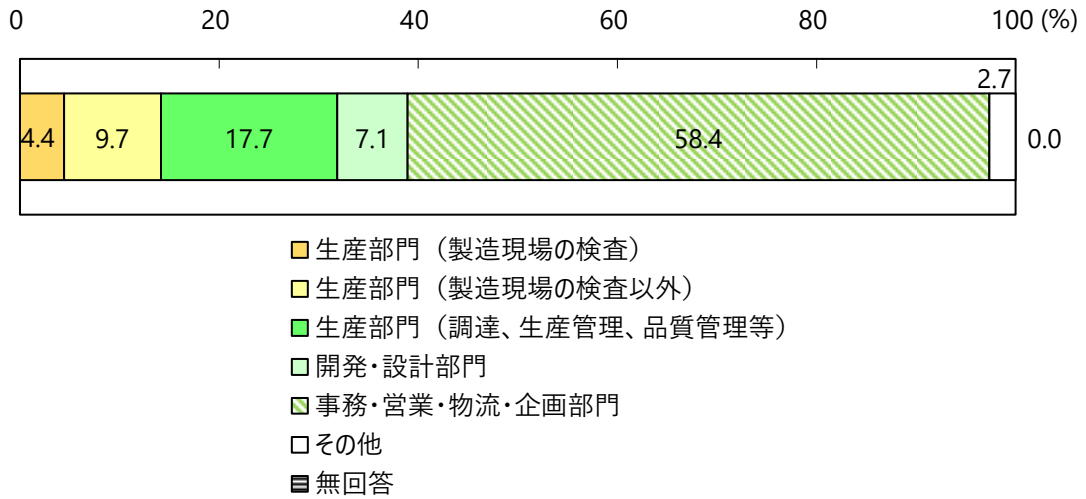 0 20 40 60 80 100 (%)
2.7
4.4 9.7 17.7 7.1 58.4 0.0
生産部門（製造現場の検査）
生産部門（製造現場の検査以外）
生産部門（調達、生産管理、品質管理等）
開発・設計部門
事務・営業・物流・企画部門
その他
無回答